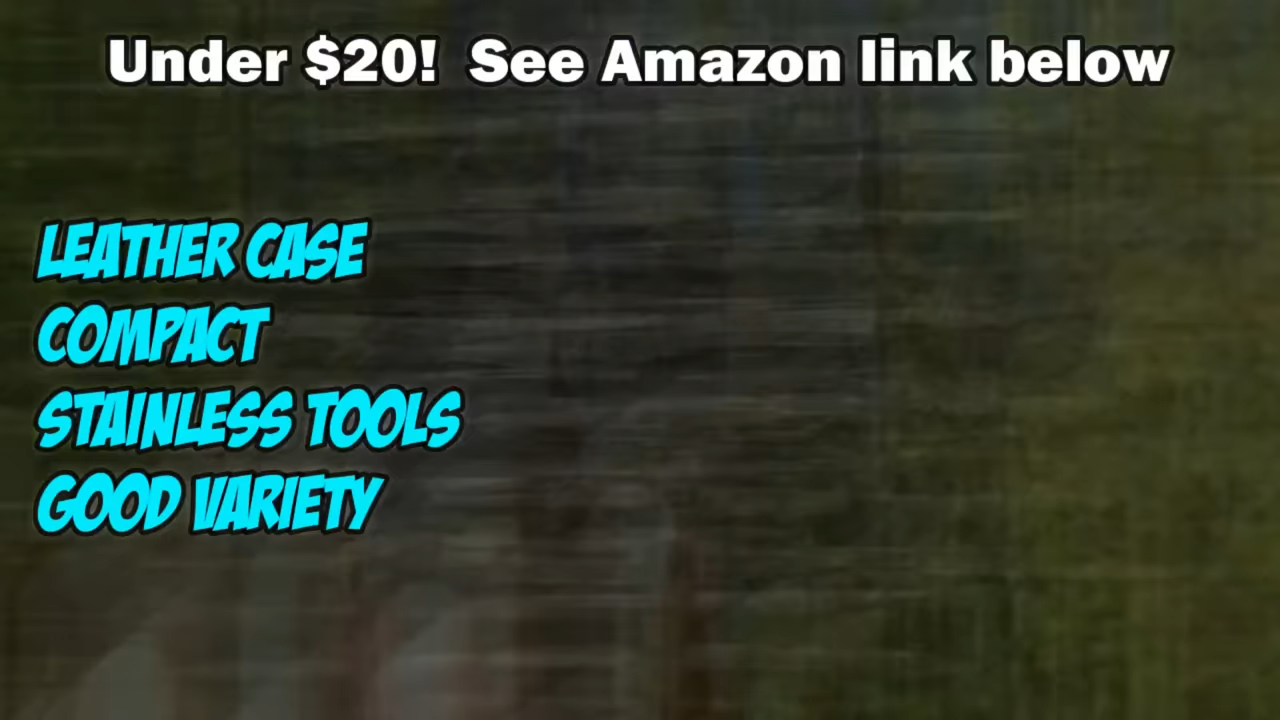 Under $20! See Amazon link below
LEATHER CASE
COMPACT
STAINLESS TOOLS
GOOD VARIETY